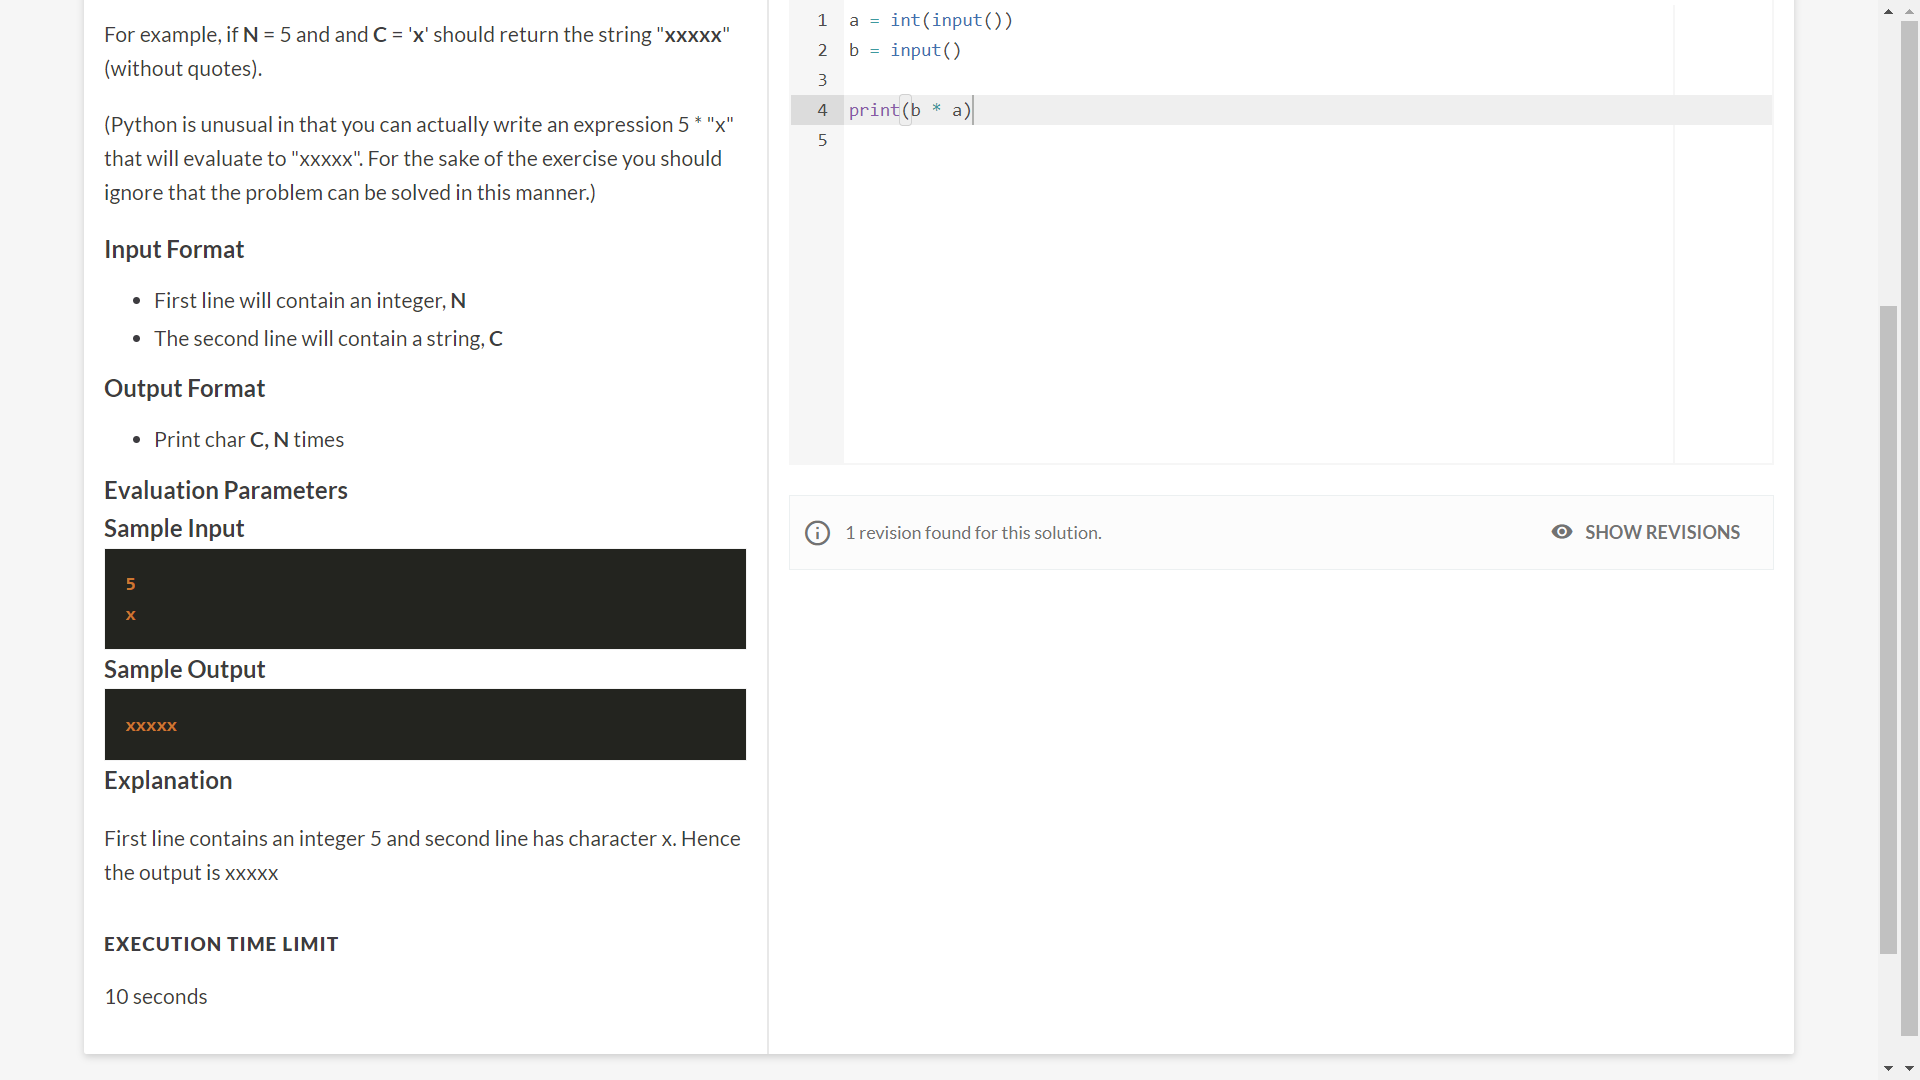 For example, if N = 5 and and C = 'x' should return the string "xxxxx"
(without quotes).
(Python is unusual in that you can actually write an expression 5 * "x"
that will evaluate to "xxxxx". For the sake of the exercise you should
ignore that the problem can be solved in this manner.)
Input Format
• First line will contain an integer, N
• The second line will contain a string, C
Output Format
• Print char C, N times
Evaluation Parameters
Sample Input
5
x
Sample Output
xxxxx
Explanation
First line contains an integer 5 and second line has character x. Hence
the output is xxxxx
EXECUTION TIME LIMIT
10 seconds
1 a = int(input())
2 b = input()
3
4 print(b * a)
5
1 revision found for this solution.
SHOW REVISIONS